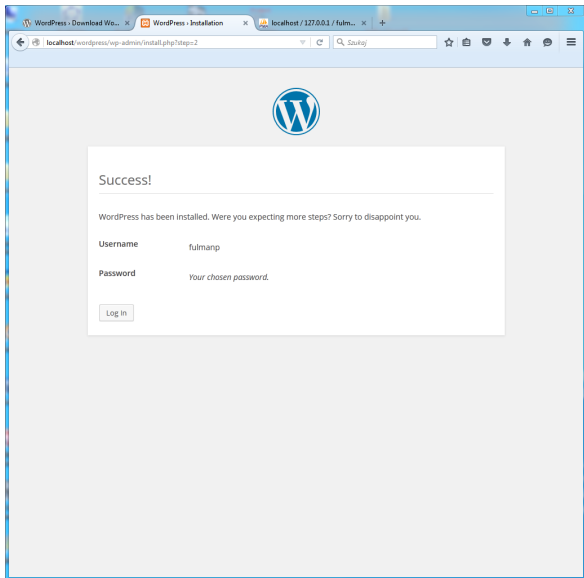 WordPress › Download Wo...
WordPress › Installation
localhost / 127.0.0.1 / fulm...
localhost/wordpress/wp-admin/install.php?step=2
Szukaj
Success!
WordPress has been installed. Were you expecting more steps? Sorry to disappoint you.
Username
fulmanp
Password
Your chosen password.
Log In